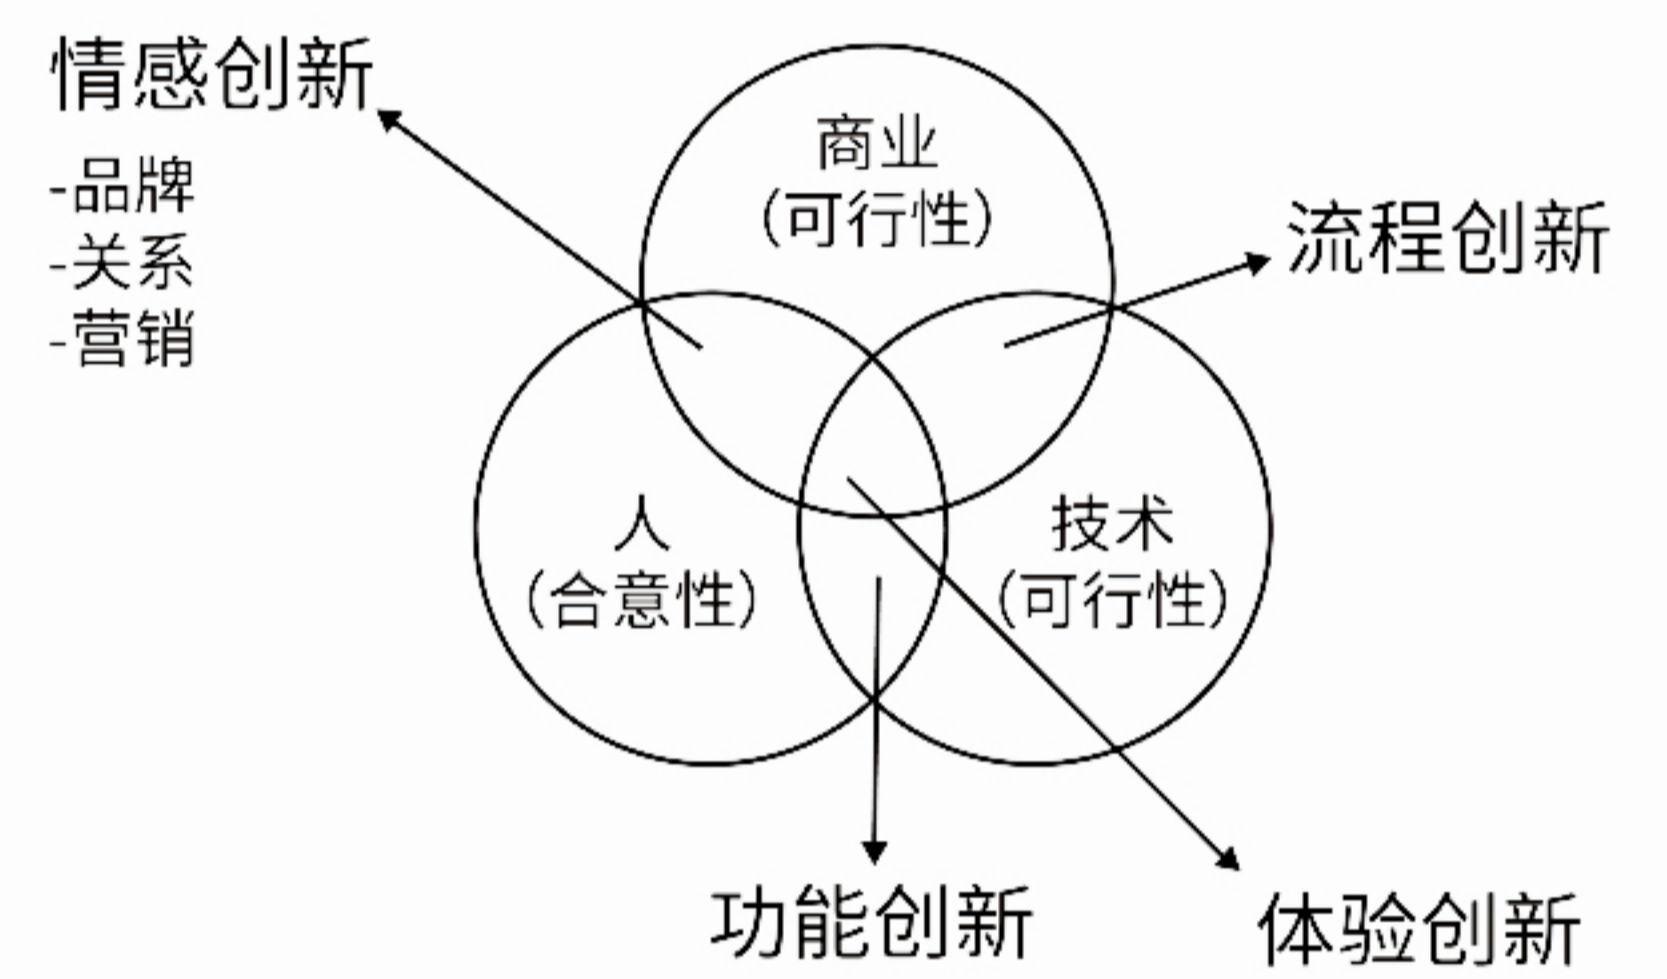 情感创新
-品牌
-关系
-营销
商业
(可行性)
流程创新
人
(合意性)
技术
(可行性)
功能创新
体验创新